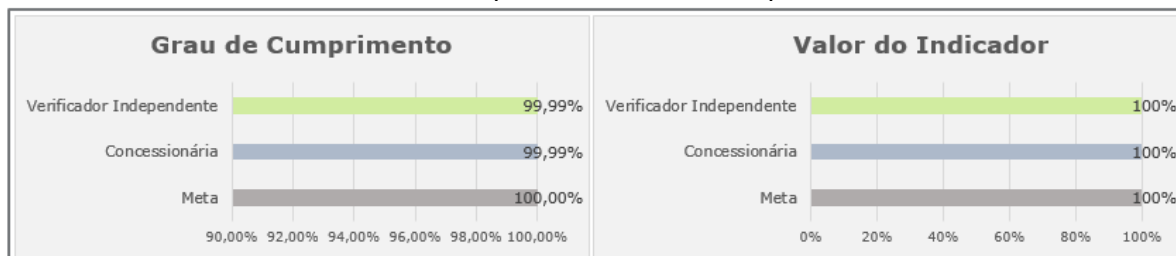 Grau de Cumprimento
Verificador Independente 99,99%
Concessionária 99,99%
Meta 100,00%
90,00% 92,00% 94,00% 96,00% 98,00% 100,00%
Valor do Indicador
Verificador Independente 100%
Concessionária 100%
Meta 100%
0% 20% 40% 60% 80% 100%